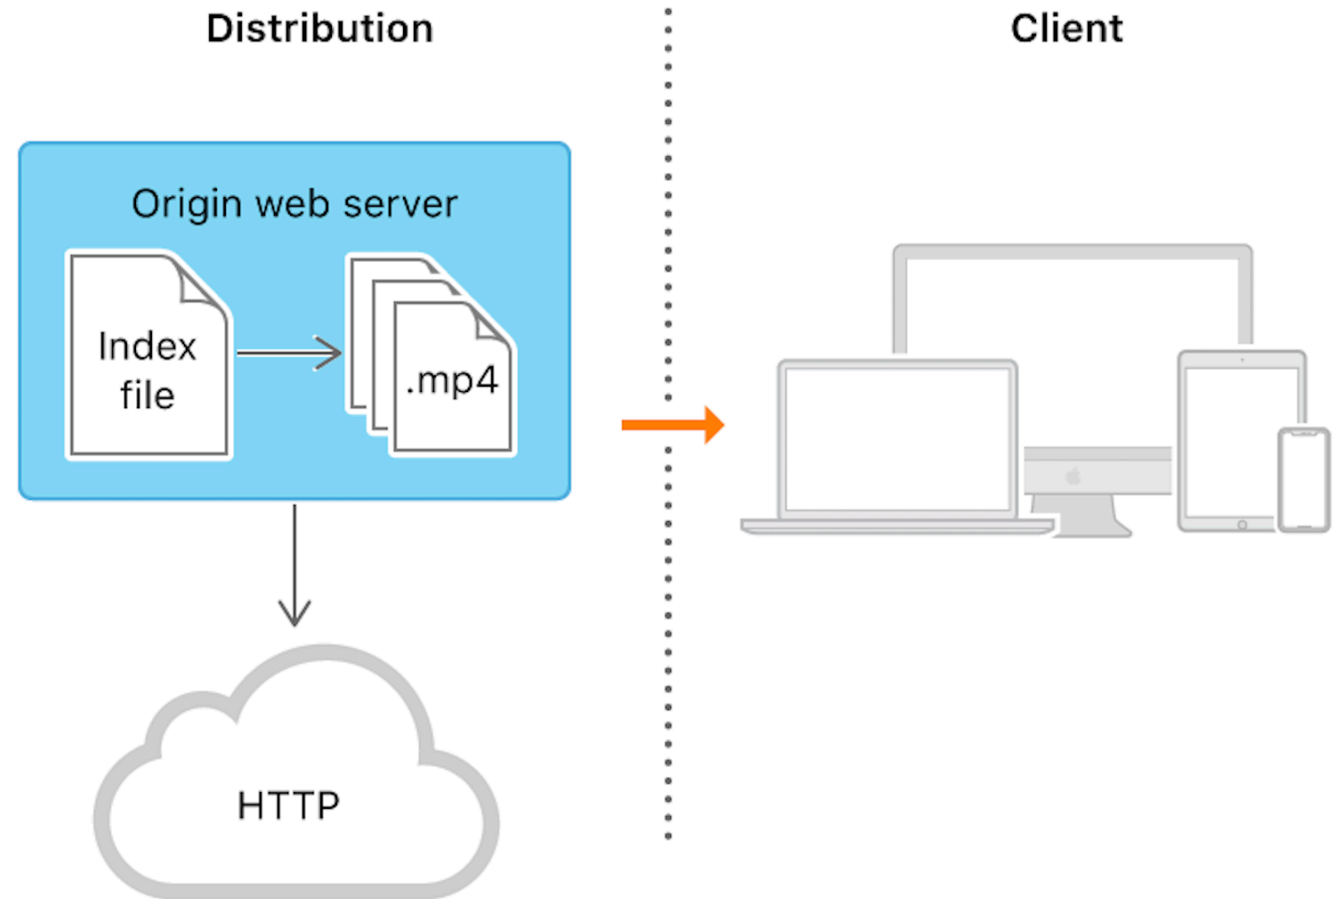 Distribution
Client
Origin web server
Index
file
.mp4
HTTP